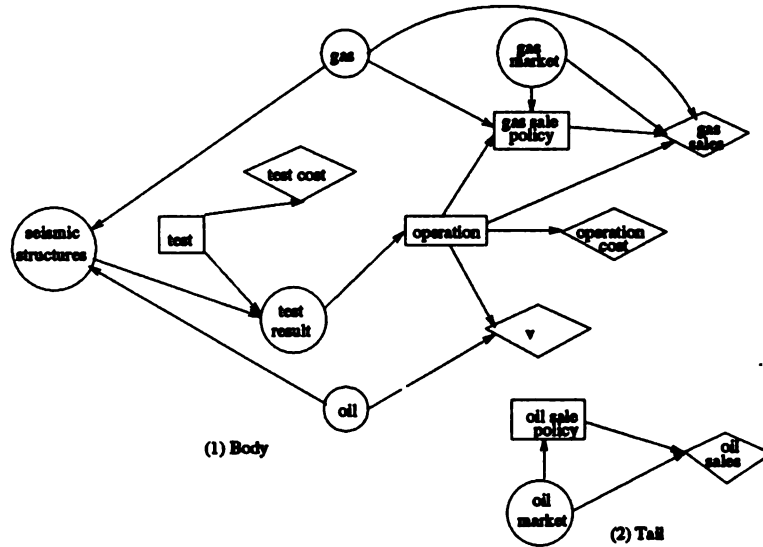 gas
gas
market
gas sale
policy
gas
sales
test cost
seismic
structures
test
operation
operation
cost
test
result
v
oil
(1) Body
oil sale
policy
oil
sales
oil
market
(2) Tail